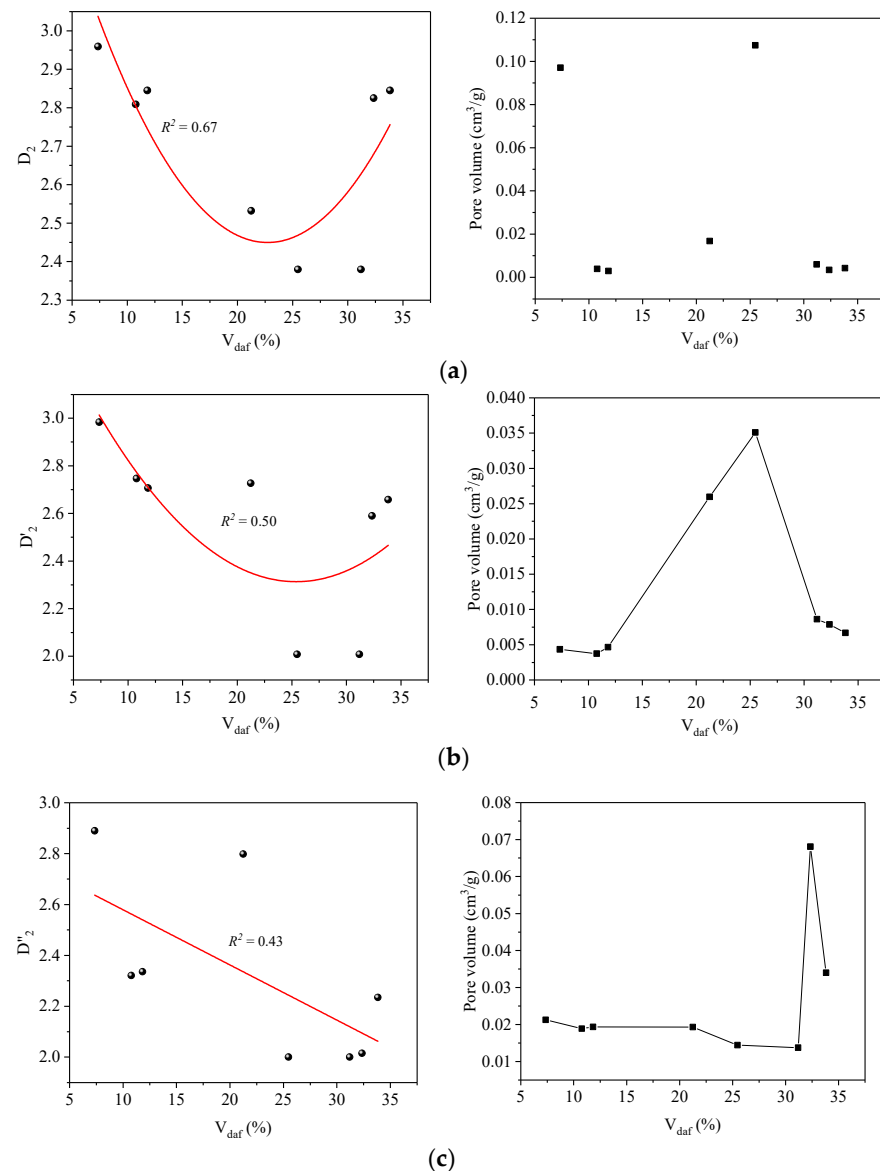 3.0
2.9
2.8
2.7
2.6
2.5
2.4
2.3
D₂
R² = 0.67
5 10 15 20 25 30 35
V_daf (%)
0.12
0.10
0.08
0.06
0.04
0.02
0.00
Pore volume (cm³/g)
5 10 15 20 25 30 35
V_daf (%)
(a)
3.0
2.8
2.6
2.4
2.2
2.0
D'₂
R² = 0.50
5 10 15 20 25 30 35
V_daf (%)
0.040
0.035
0.030
0.025
0.020
0.015
0.010
0.005
0.000
Pore volume (cm³/g)
5 10 15 20 25 30 35
V_daf (%)
(b)
3.0
2.8
2.6
2.4
2.2
2.0
D"₂
R² = 0.43
5 10 15 20 25 30 35
V_daf (%)
0.08
0.07
0.06
0.05
0.04
0.03
0.02
0.01
Pore volume (cm³/g)
5 10 15 20 25 30 35
V_daf (%)
(c)